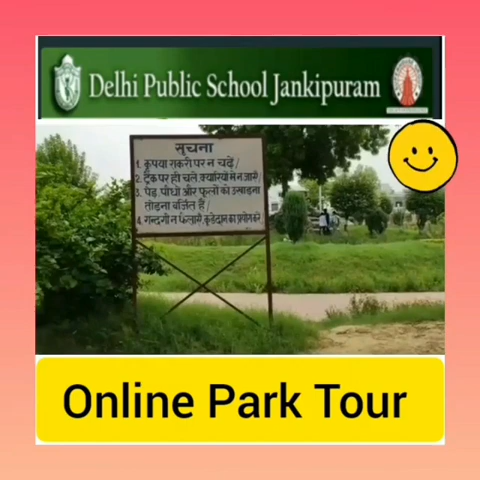 Delhi Public School Jankipuram
सूचना
1. कृपया राकरी पर न चढ़ें /
2. ट्रैक पर ही चले, क्यारियों में न जायें /
3. पेड़, पौधों और फूलों को उखाड़ना
तोड़ना वर्जित हैं /
4. गन्दगी न फैलायें, कूडेदान का प्रयोग करें
Online Park Tour